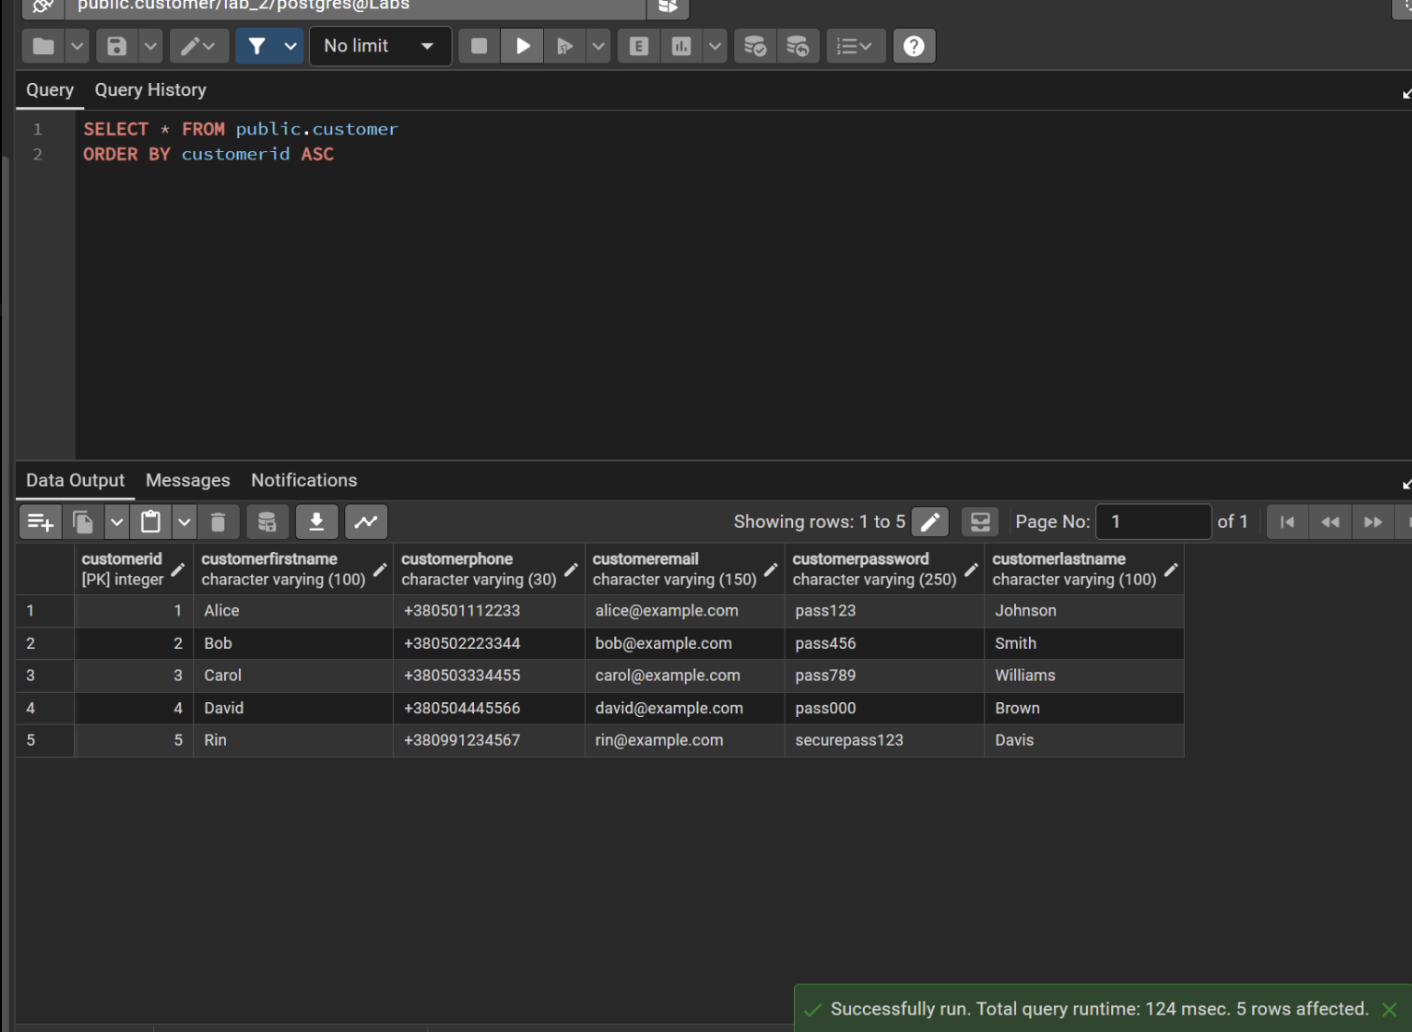 public.customer/lab_2/postgres@Labs
No limit
E
?
Query Query History
1 SELECT * FROM public.customer
2 ORDER BY customerid ASC
Data Output Messages Notifications
Showing rows: 1 to 5 Page No: 1 of 1
customerid customerfirstname customerphone customeremail customerpassword customerlastname
[PK] integer character varying (100) character varying (30) character varying (150) character varying (250) character varying (100)
1 1 Alice +380501112233 alice@example.com pass123 Johnson
2 2 Bob +380502223344 bob@example.com pass456 Smith
3 3 Carol +380503334455 carol@example.com pass789 Williams
4 4 David +380504445566 david@example.com pass000 Brown
5 5 Rin +380991234567 rin@example.com securepass123 Davis
Successfully run. Total query runtime: 124 msec. 5 rows affected.